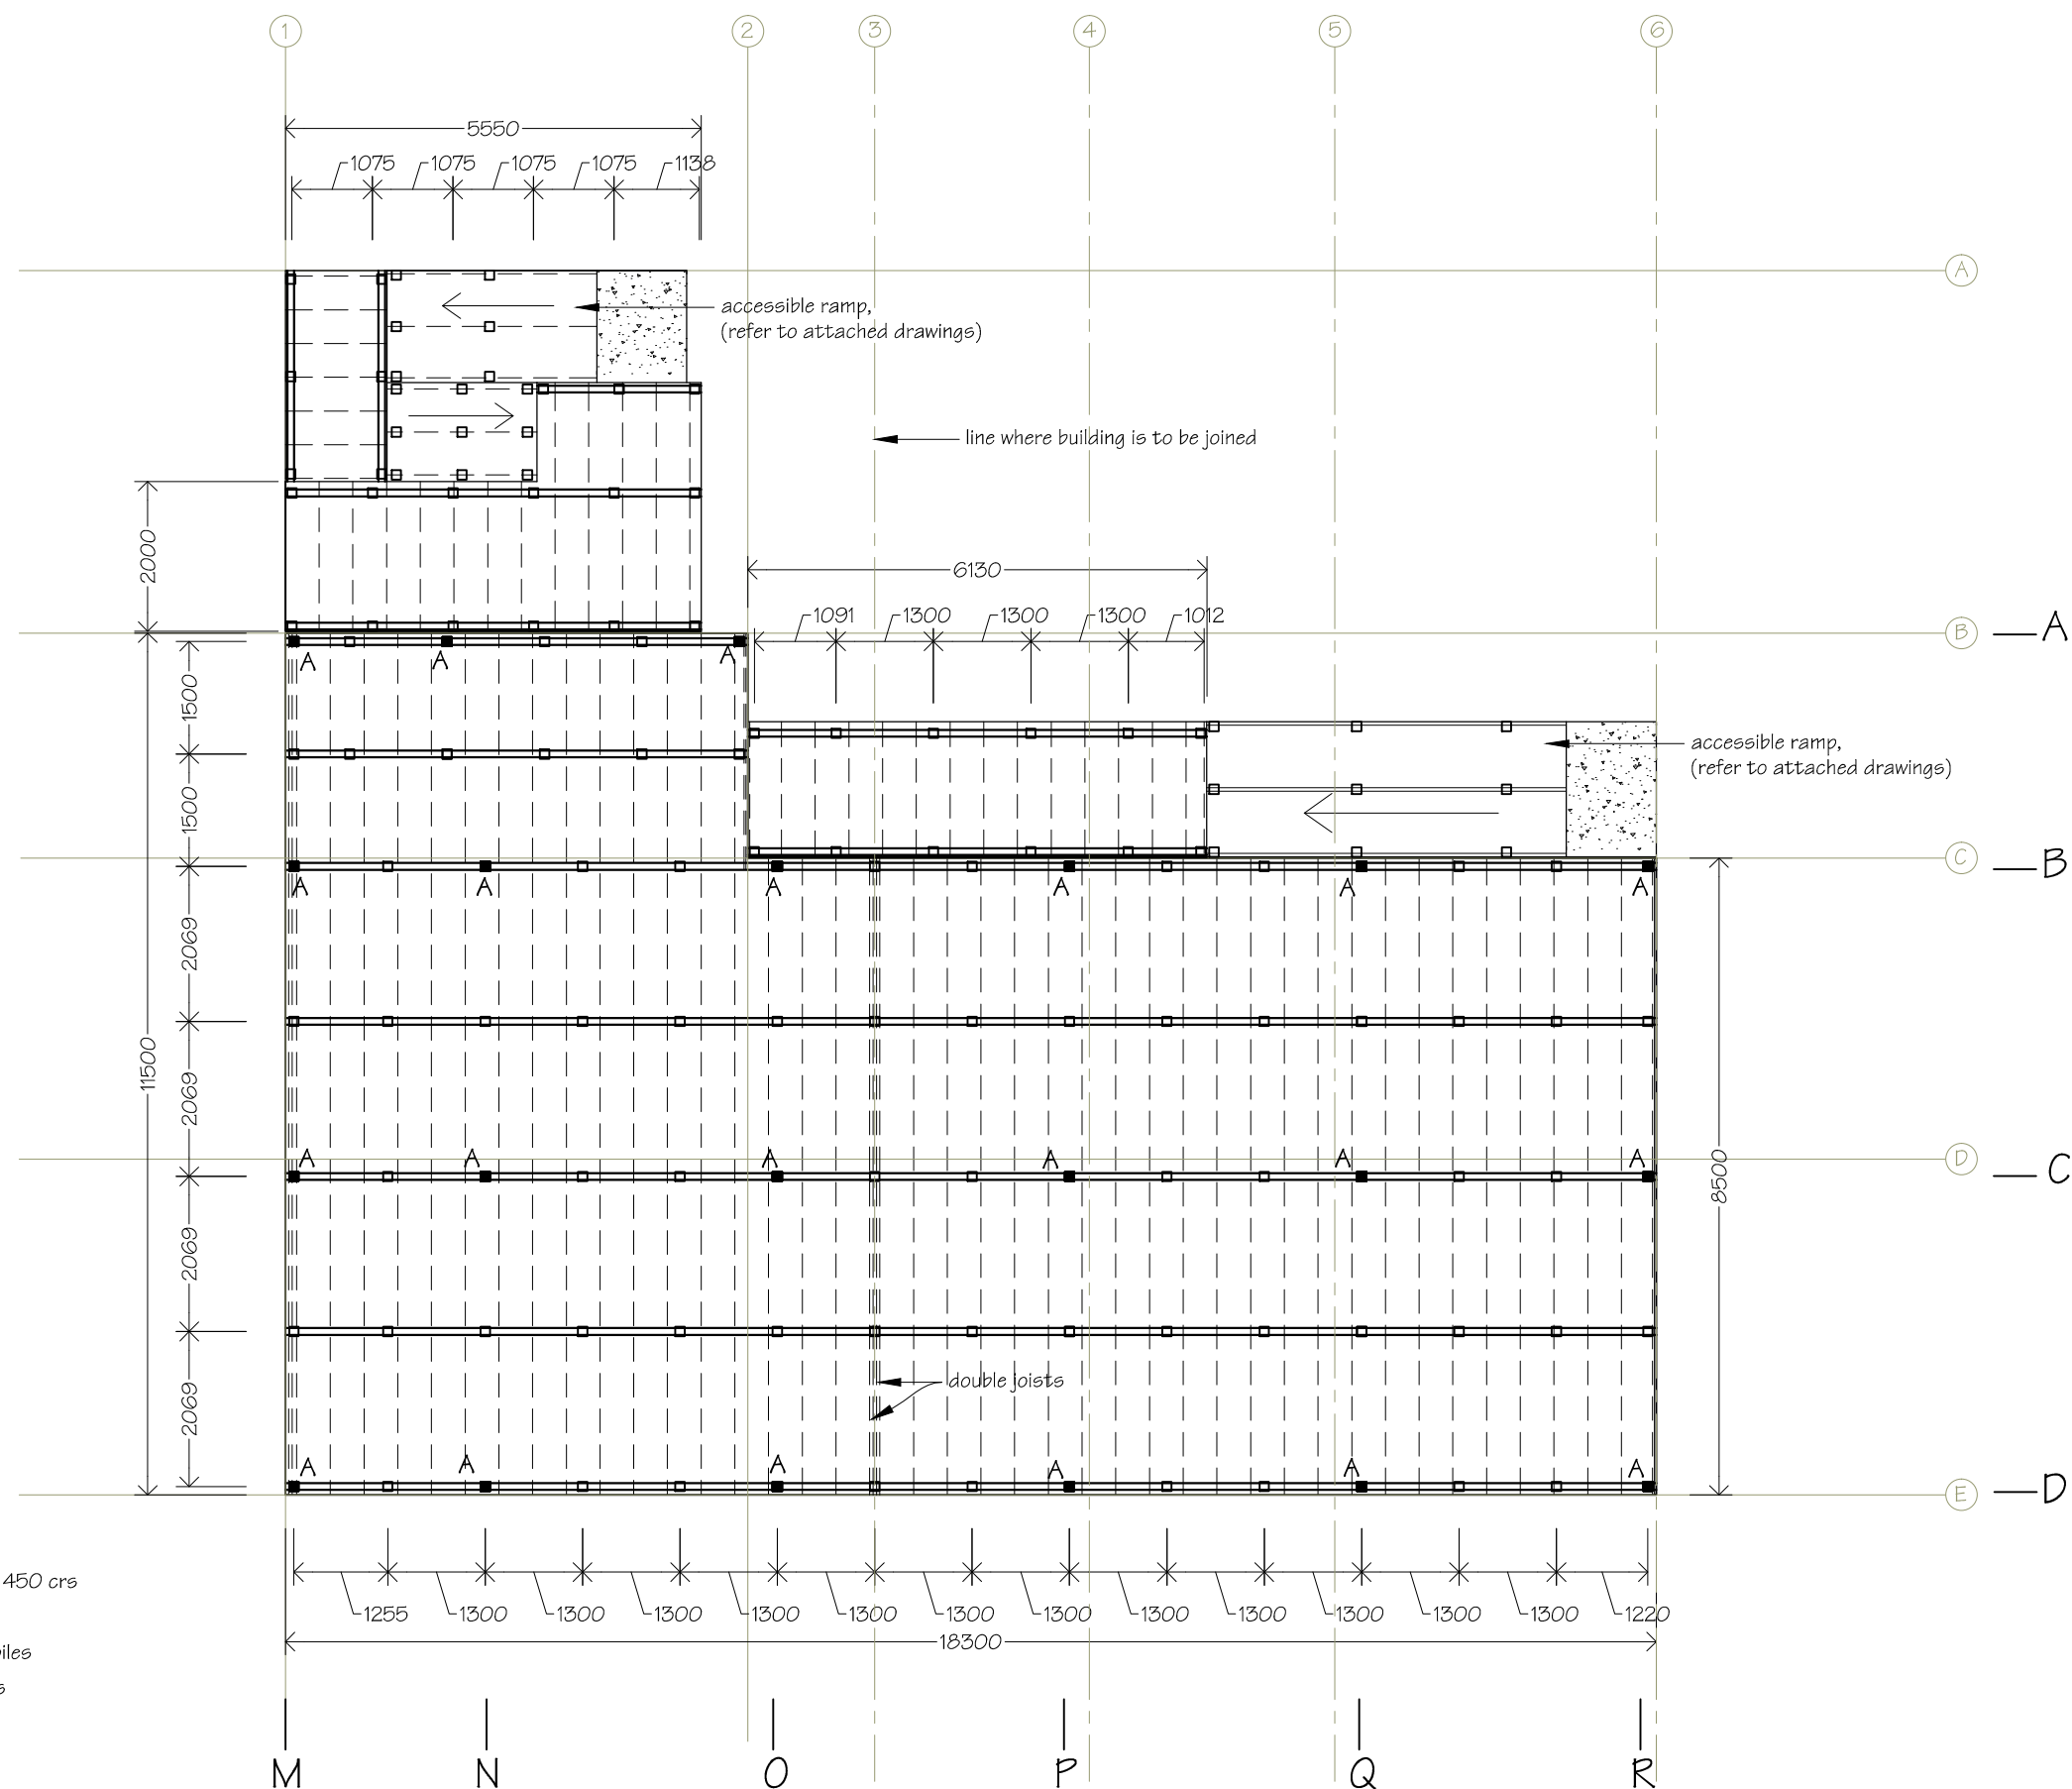 1 2 3 4 5 6
5550
1075 1075 1075 1075 1138
A
accessible ramp,
(refer to attached drawings)
line where building is to be joined
2000
6130
1091 1300 1300 1300 1012
B A
A A A
1500
accessible ramp,
(refer to attached drawings)
1500
C B
A A A A A A
2069
11500
2069
A A A A A A
D C
8500
2069
double joists
2069
A A A A A A
E D
450 crs
1255 1300 1300 1300 1300 1300 1300 1300 1300 1300 1300 1300 1300 1220
18300
M N O P Q R